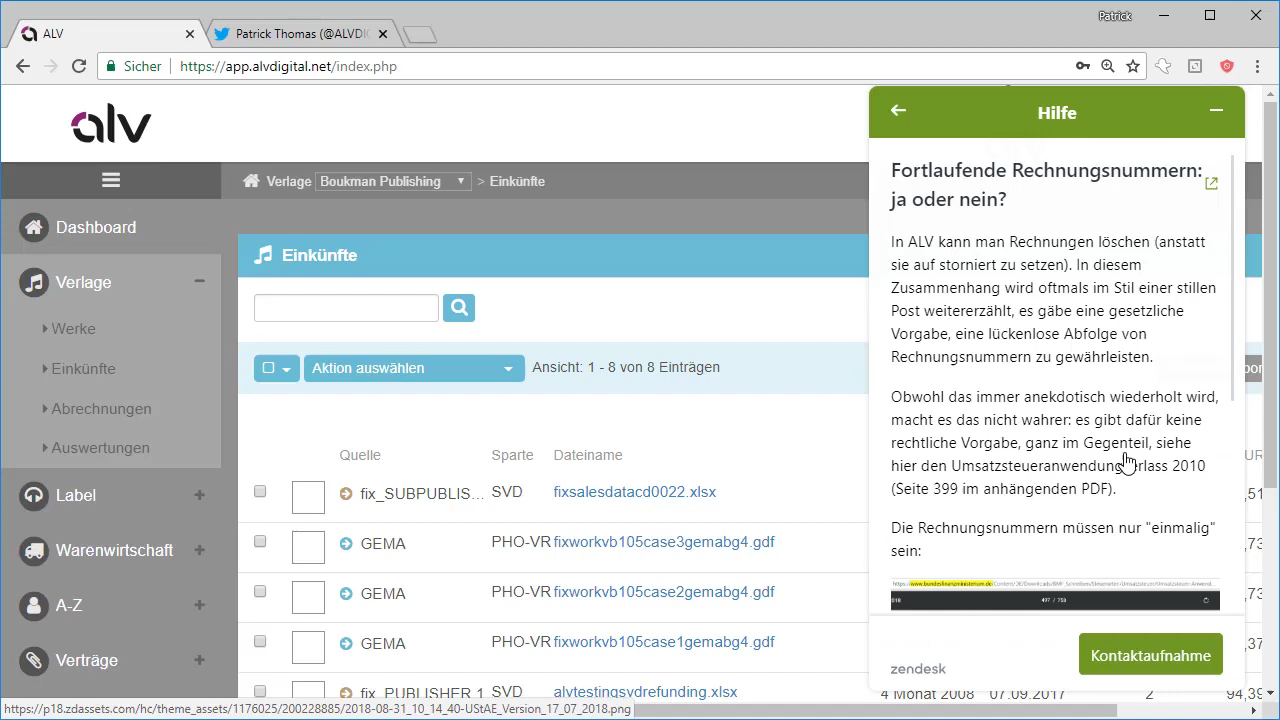 Patrick
ALV
Patrick Thomas (@ALVDI
Sicher
https://app.alvdigital.net/index.php
alv
Verlage
Boukman Publishing
> Einkünfte
Dashboard
Verlage
Werke
Einkünfte
Abrechnungen
Auswertungen
Label
Warenwirtschaft
A-Z
Verträge
Einkünfte
Aktion auswählen
Ansicht: 1 - 8 von 8 Einträgen
Quelle Sparte Dateiname
fix_SUBPUBLIS... SVD fixsalesdatacd0022.xlsx
GEMA PHO-VR fixworkvb105case3gemabg4.gdf
GEMA PHO-VR fixworkvb105case2gemabg4.gdf
GEMA PHO-VR fixworkvb105case1gemabg4.gdf
fix_PUBLISHER_1 SVD alvtestingsvdrefunding.xlsx
4 Monat 2008 07.09.2017 2 94,39
Hilfe
Fortlaufende Rechnungsnummern:
ja oder nein?
In ALV kann man Rechnungen löschen (anstatt
sie auf storniert zu setzen). In diesem
Zusammenhang wird oftmals im Stil einer stillen
Post weitererzählt, es gäbe eine gesetzliche
Vorgabe, eine lückenlose Abfolge von
Rechnungsnummern zu gewährleisten.
Obwohl das immer anekdotisch wiederholt wird,
macht es das nicht wahrer: es gibt dafür keine
rechtliche Vorgabe, ganz im Gegenteil, siehe
hier den Umsatzsteueranwendung erlass 2010
(Seite 399 im anhängenden PDF).
Die Rechnungsnummern müssen nur "einmalig"
sein:
497 / 753
zendesk
Kontaktaufnahme
https://p18.zdassets.com/hc/theme_assets/1176025/200228885/2018-08-31_10_14_40-UStAE_Version_17_07_2018.png